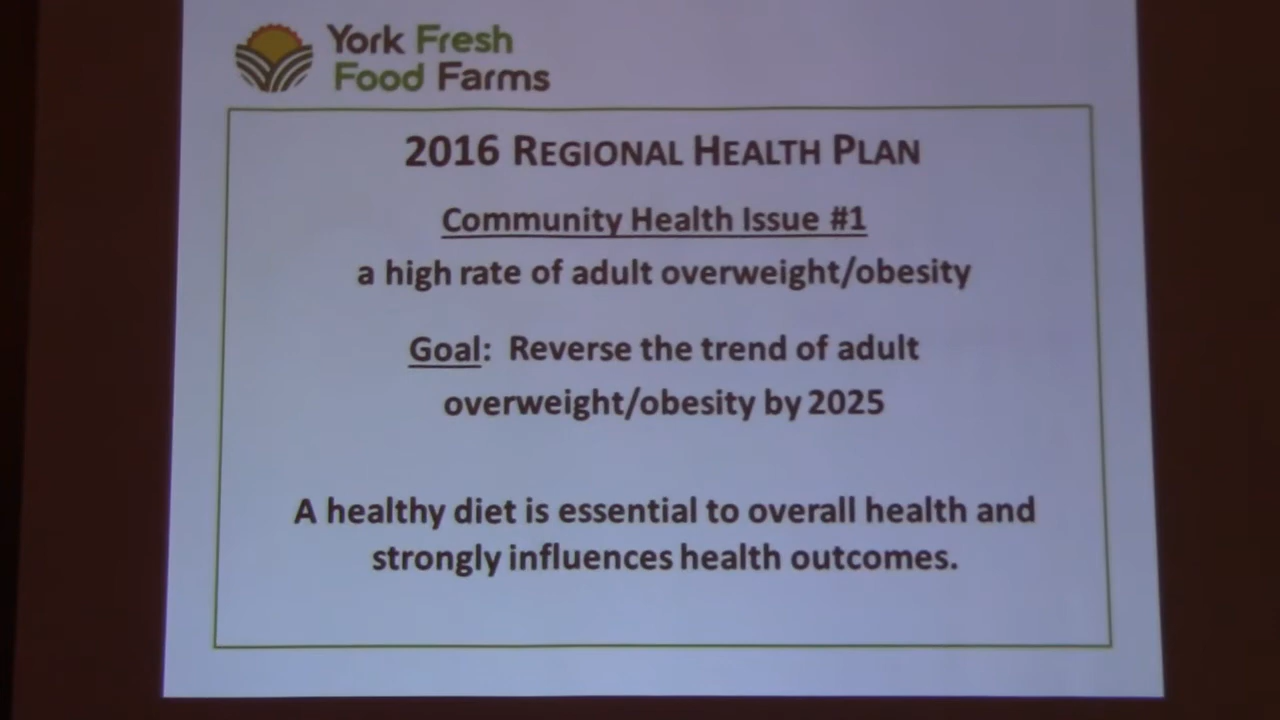 York Fresh
Food Farms
2016 REGIONAL HEALTH PLAN
Community Health Issue #1
a high rate of adult overweight/obesity
Goal: Reverse the trend of adult
overweight/obesity by 2025
A healthy diet is essential to overall health and
strongly influences health outcomes.